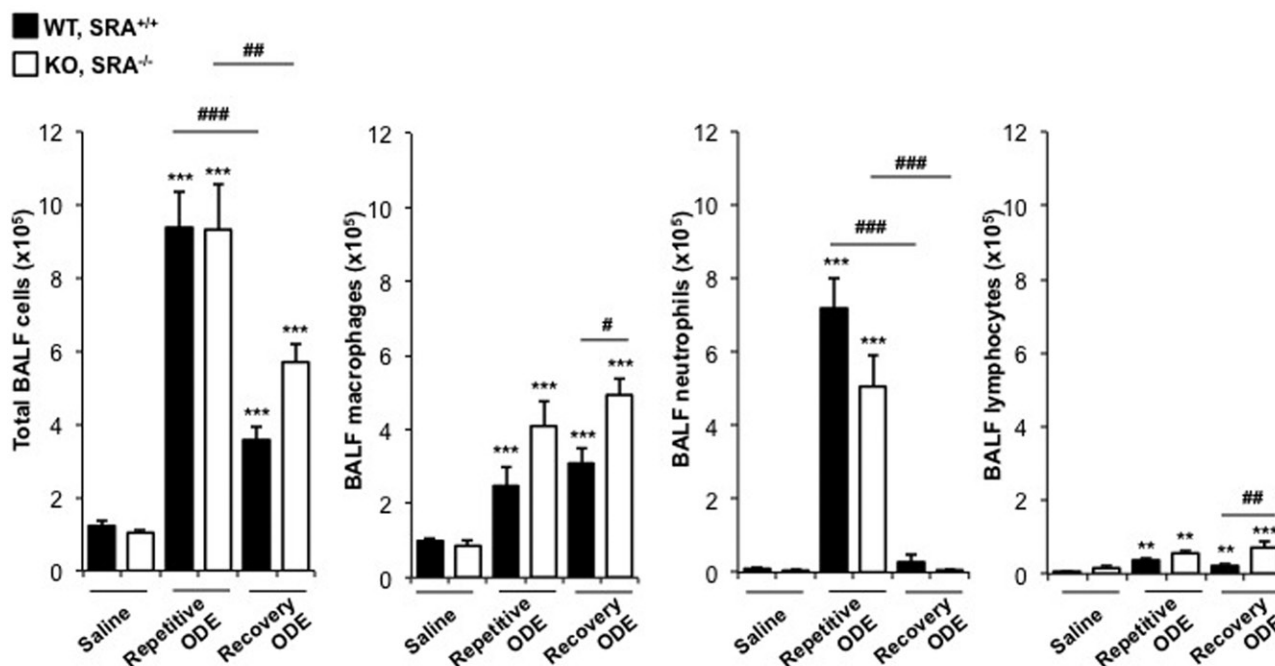 WT, SRA+/+
KO, SRA-/-
##
###
*** ***
***
***
Total BALF cells (x10⁵)
12
10
8
6
4
2
0
Saline
Repetitive ODE
Recovery ODE
#
***
***
***
***
BALF macrophages (x10⁵)
12
10
8
6
4
2
0
Saline
Repetitive ODE
Recovery ODE
###
###
***
***
BALF neutrophils (x10⁵)
12
10
8
6
4
2
0
Saline
Repetitive ODE
Recovery ODE
##
** ** ** ***
BALF lymphocytes (x10⁵)
12
10
8
6
4
2
0
Saline
Repetitive ODE
Recovery ODE